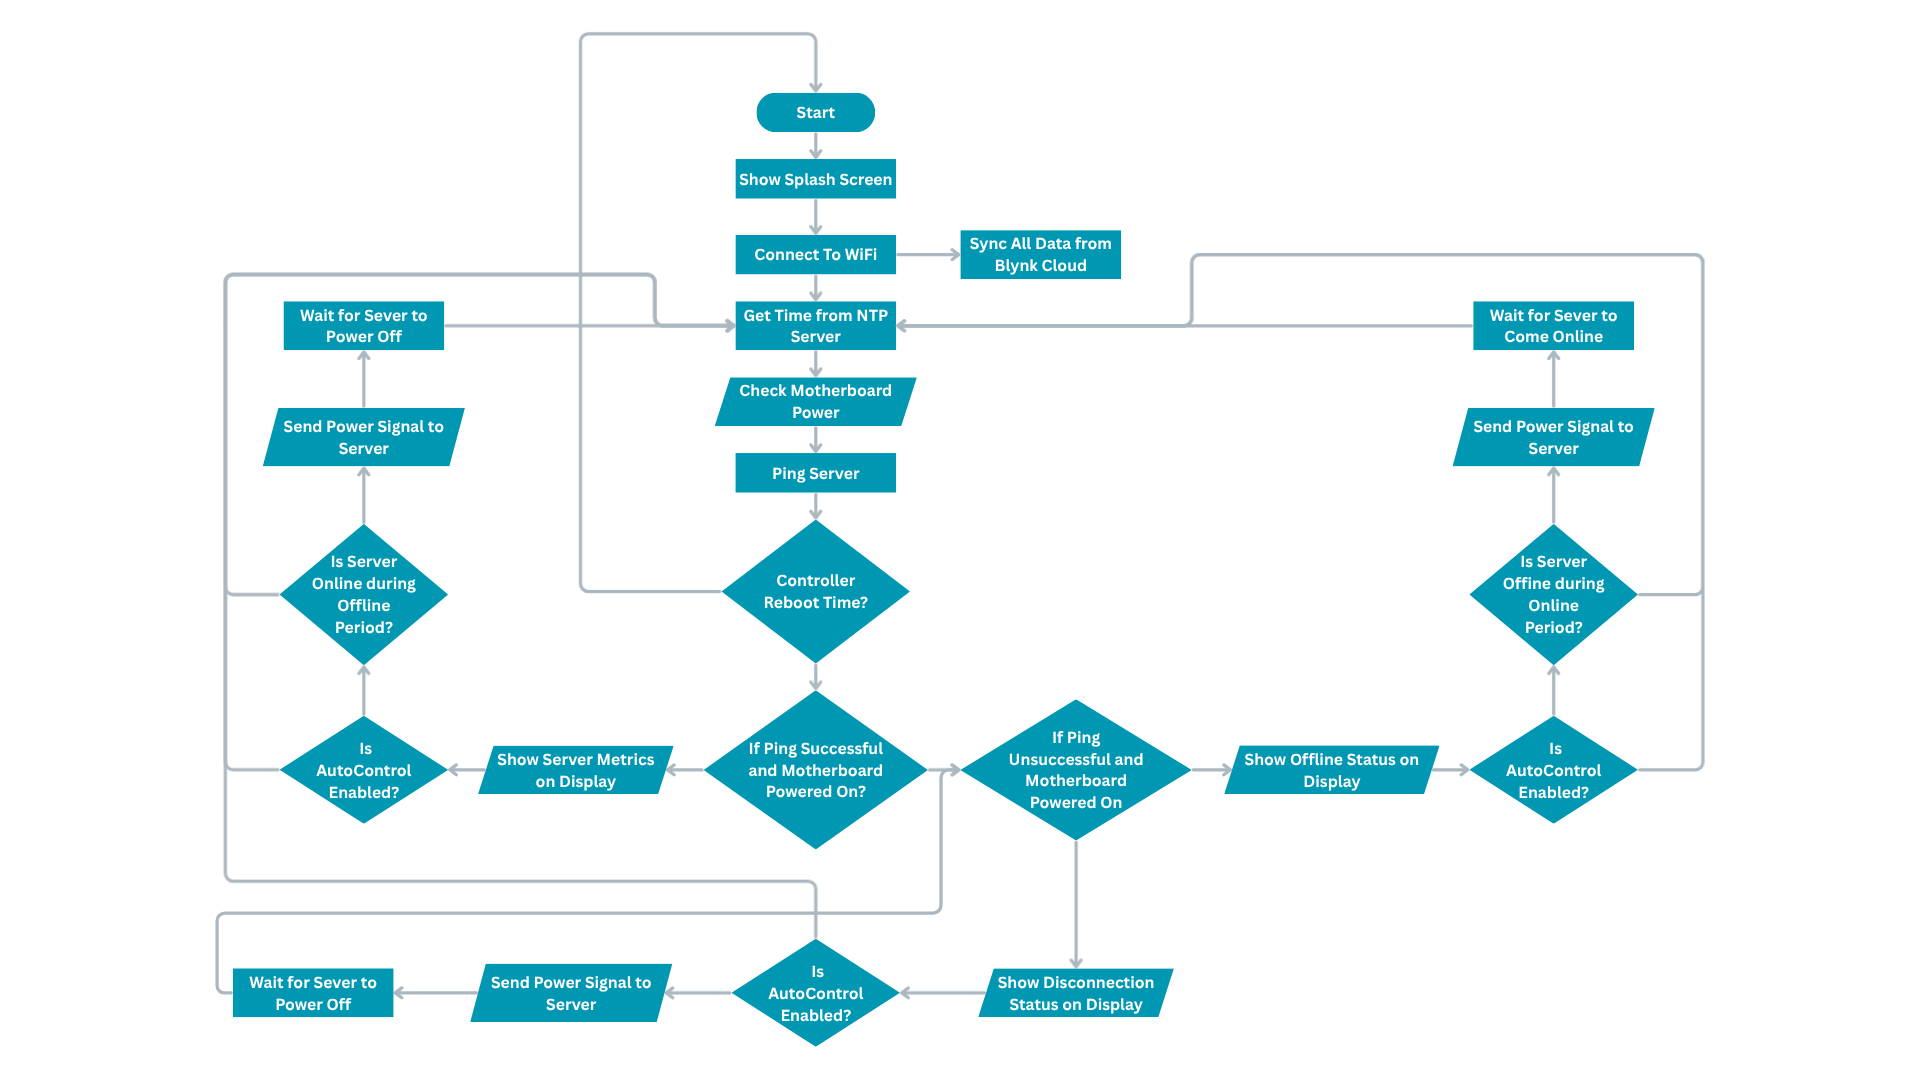 Start
Show Splash Screen
Connect To WiFi
Sync All Data from
Blynk Cloud
Wait for Sever to
Power Off
Get Time from NTP
Server
Wait for Sever to
Come Online
Check Motherboard
Power
Send Power Signal to
Server
Send Power Signal to
Server
Ping Server
Is Server
Online during
Offline
Period?
Controller
Reboot Time?
Is Server
Offine during
Online
Period?
Is
AutoControl
Enabled?
Show Server Metrics
on Display
If Ping Successful
and Motherboard
Powered On?
If Ping
Unsuccessful and
Motherboard
Powered On
Show Offline Status on
Display
Is
AutoControl
Enabled?
Wait for Sever to
Power Off
Send Power Signal to
Server
Is
AutoControl
Enabled?
Show Disconnection
Status on Display